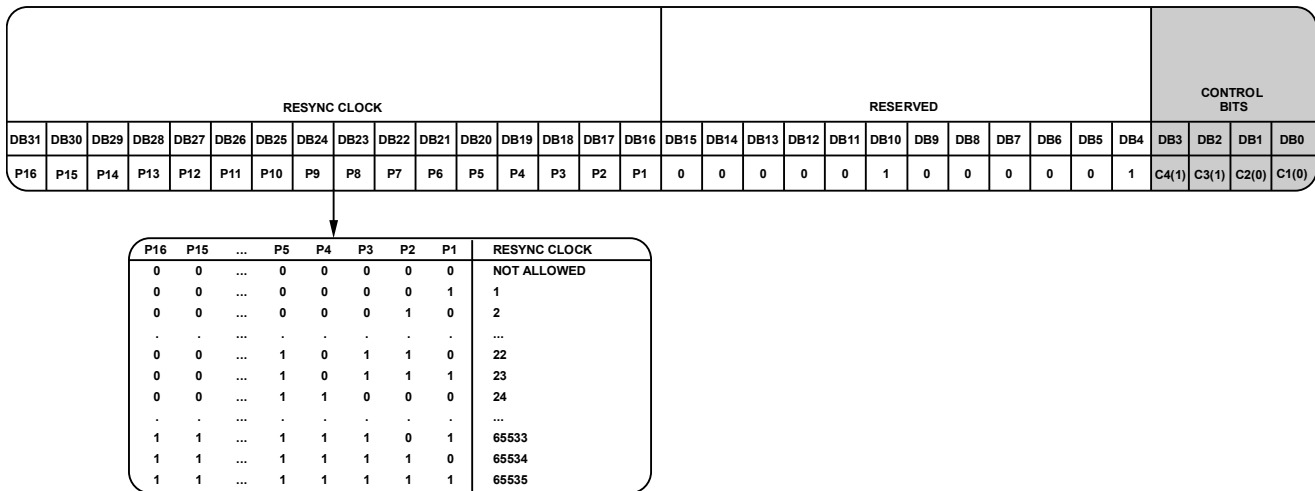 RESYNC CLOCK RESERVED CONTROL BITS
DB31 DB30 DB29 DB28 DB27 DB26 DB25 DB24 DB23 DB22 DB21 DB20 DB19 DB18 DB17 DB16 DB15 DB14 DB13 DB12 DB11 DB10 DB9 DB8 DB7 DB6 DB5 DB4 DB3 DB2 DB1 DB0
P16 P15 P14 P13 P12 P11 P10 P9 P8 P7 P6 P5 P4 P3 P2 P1 0 0 0 0 0 1 0 0 0 0 0 1 C4(1) C3(1) C2(0) C1(0)
P16 P15 ... P5 P4 P3 P2 P1 RESYNC CLOCK
0 0 ... 0 0 0 0 0 NOT ALLOWED
0 0 ... 0 0 0 0 1 1
0 0 ... 0 0 0 1 0 2
. . ... . . . . . ...
0 0 ... 1 0 1 1 0 22
0 0 ... 1 0 1 1 1 23
0 0 ... 1 1 0 0 0 24
. . ... . . . . . ...
1 1 ... 1 1 1 0 1 65533
1 1 ... 1 1 1 1 0 65534
1 1 ... 1 1 1 1 1 65535